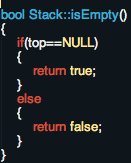 bool Stack::isEmpty()
{
if(top==NULL)
{
return true;
}
else
{
return false;
}
}